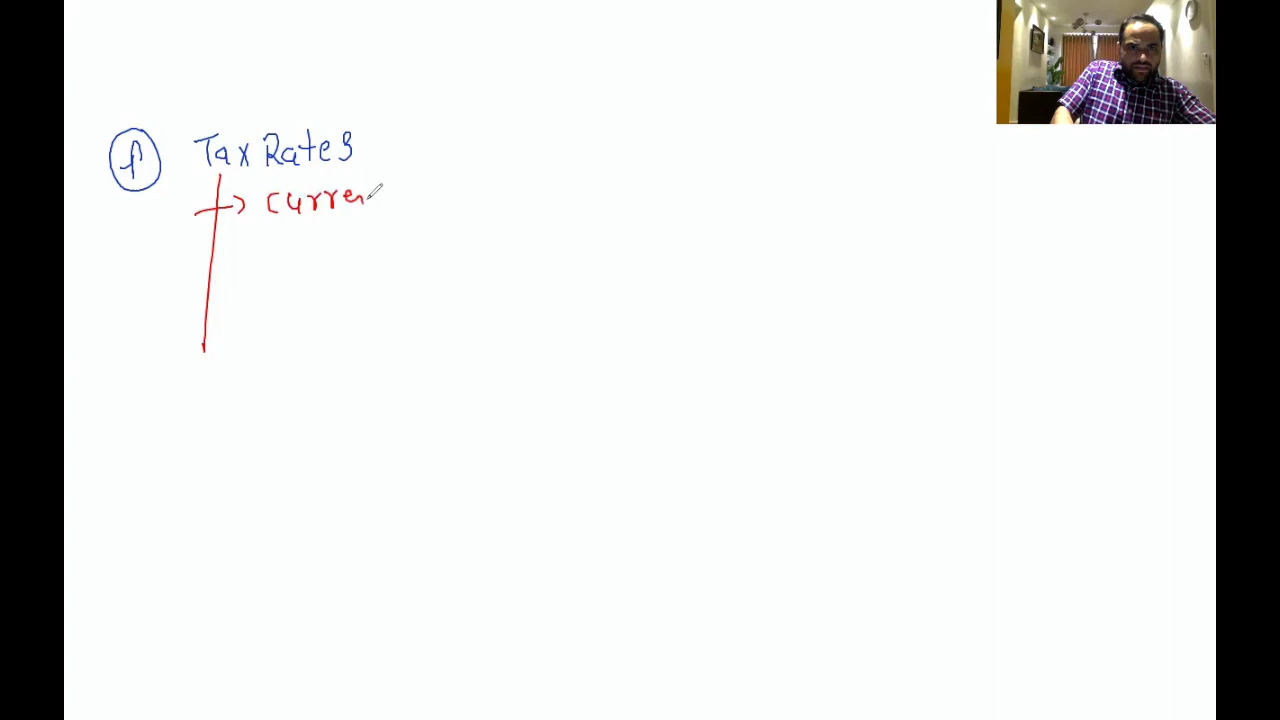 f Tax Rates
→ Curren